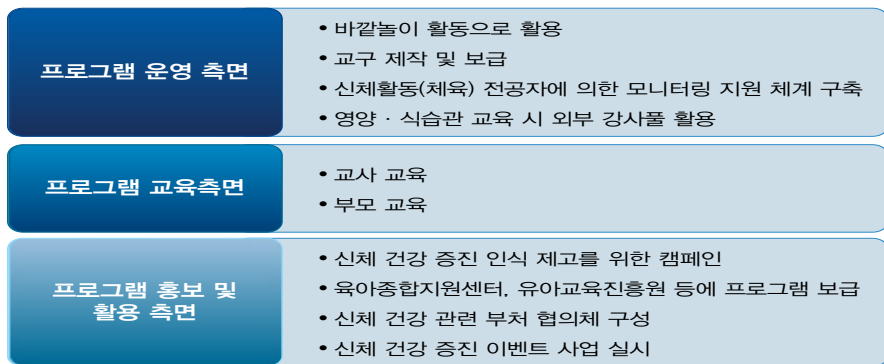 프로그램 운영 측면
• 바깥놀이 활동으로 활용
• 교구 제작 및 보급
• 신체활동(체육) 전공자에 의한 모니터링 지원 체계 구축
• 영양 · 식습관 교육 시 외부 강사풀 활용
프로그램 교육측면
• 교사 교육
• 부모 교육
프로그램 홍보 및
활용 측면
• 신체 건강 증진 인식 제고를 위한 캠페인
• 육아종합지원센터, 유아교육진흥원 등에 프로그램 보급
• 신체 건강 관련 부처 협의체 구성
• 신체 건강 증진 이벤트 사업 실시